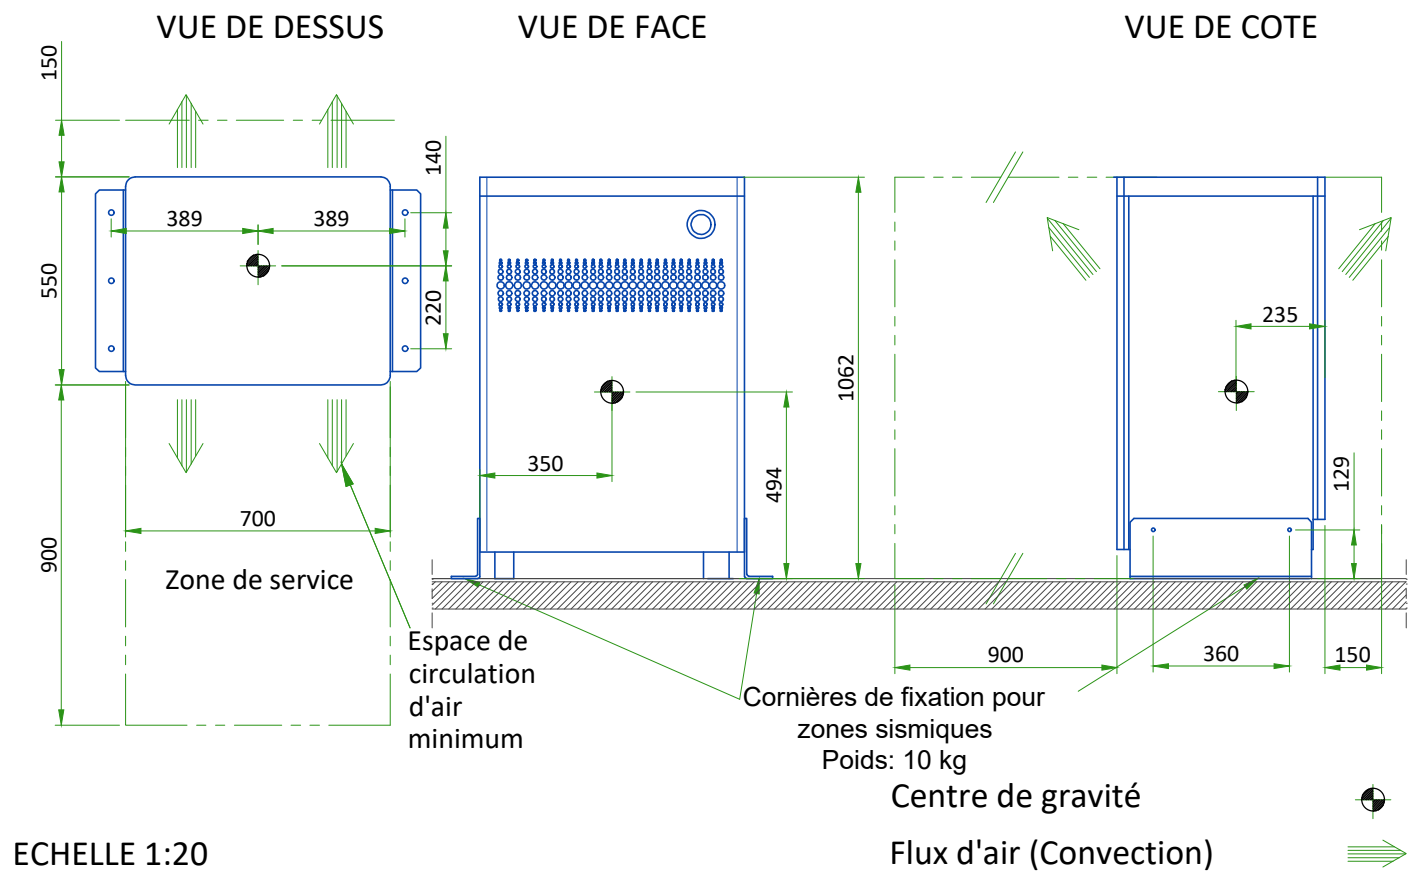 VUE DE DESSUS
VUE DE FACE
VUE DE COTE
150
550
900
389
389
140
220
700
Zone de service
Espace de
circulation
d'air
minimum
350
494
1062
235
129
900
360
150
Cornières de fixation pour
zones sismiques
Poids: 10 kg
Centre de gravité
Flux d'air (Convection)
ECHELLE 1:20